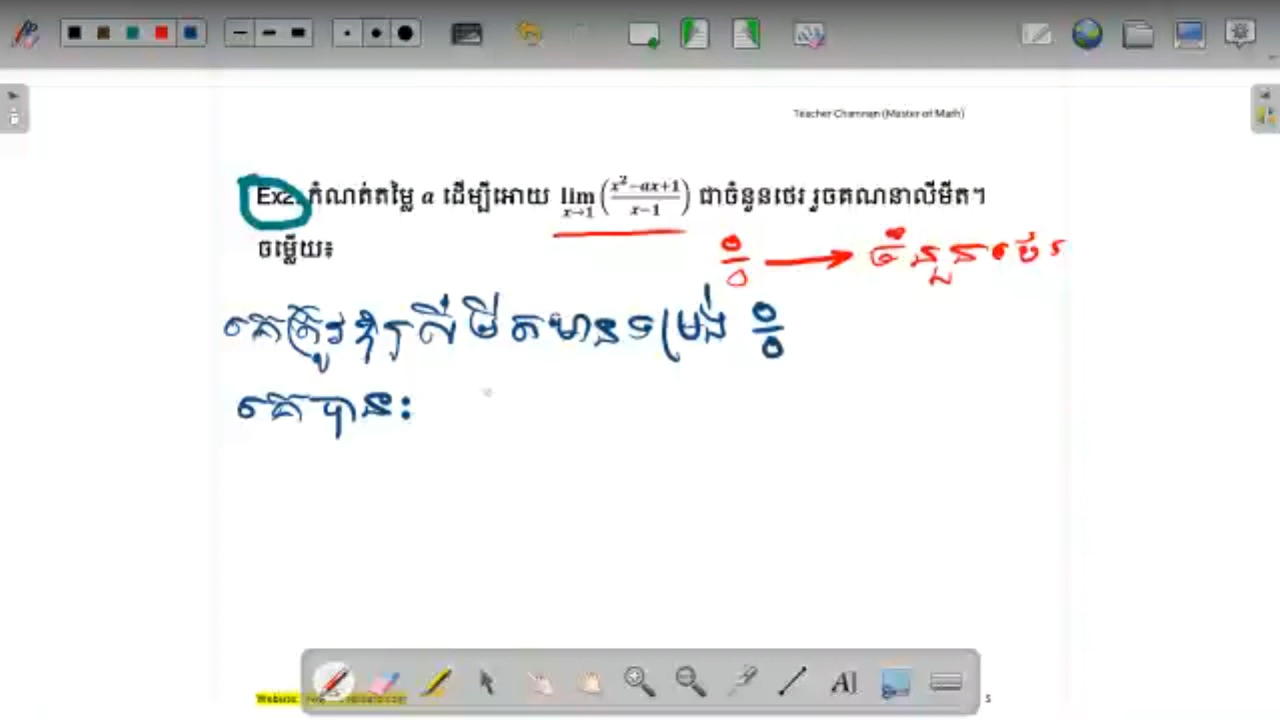 Teacher Chamnan (Master of Math)
Ex2. កំណត់តម្លៃ a ដើម្បីអោយ lim x→1 (x²−ax+1 / x−1) ជាចំនួនថេរ រួចគណនាលីមីត។
ចម្លើយ៖
0/0 → ចំនួនថេរ
គេត្រូវ លីមីតមានទម្រង់ 0/0
គេបាន:
Website:
5